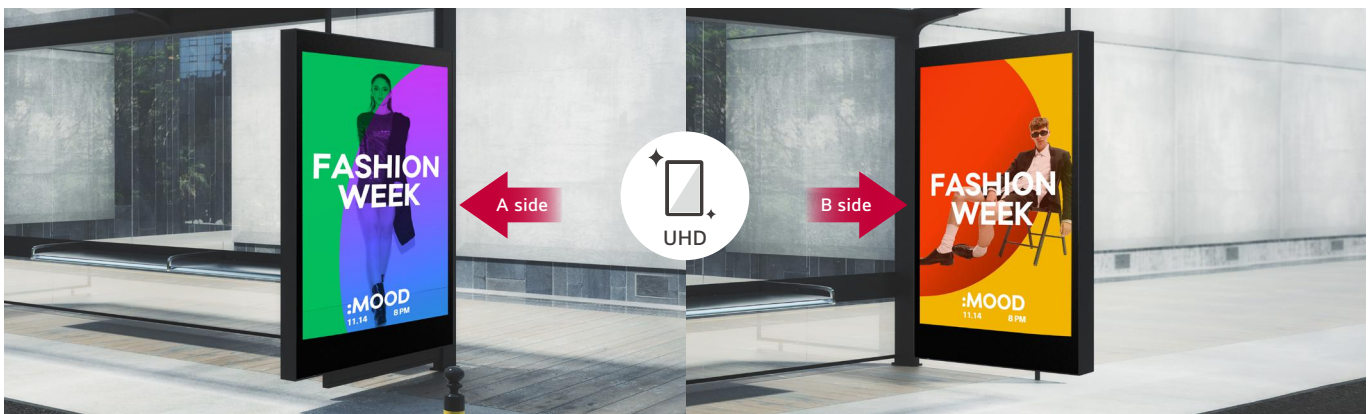 FASHION
WEEK
:MOOD
11.14 8 PM
A side
UHD
B side
FASHION
WEEK
:MOOD
11.14 8 PM